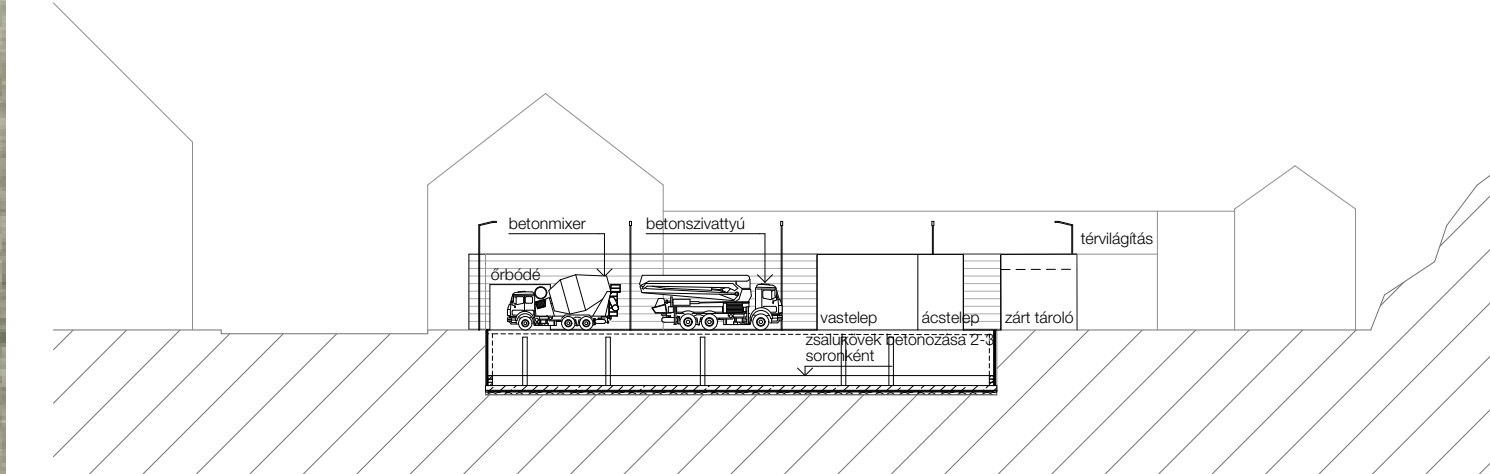 betonmixer
betonszivattyú
térvilágítás
őrbódé
vastelep
ácstelep
zárt tároló
zsalukövek betonozása 2-3
soronként